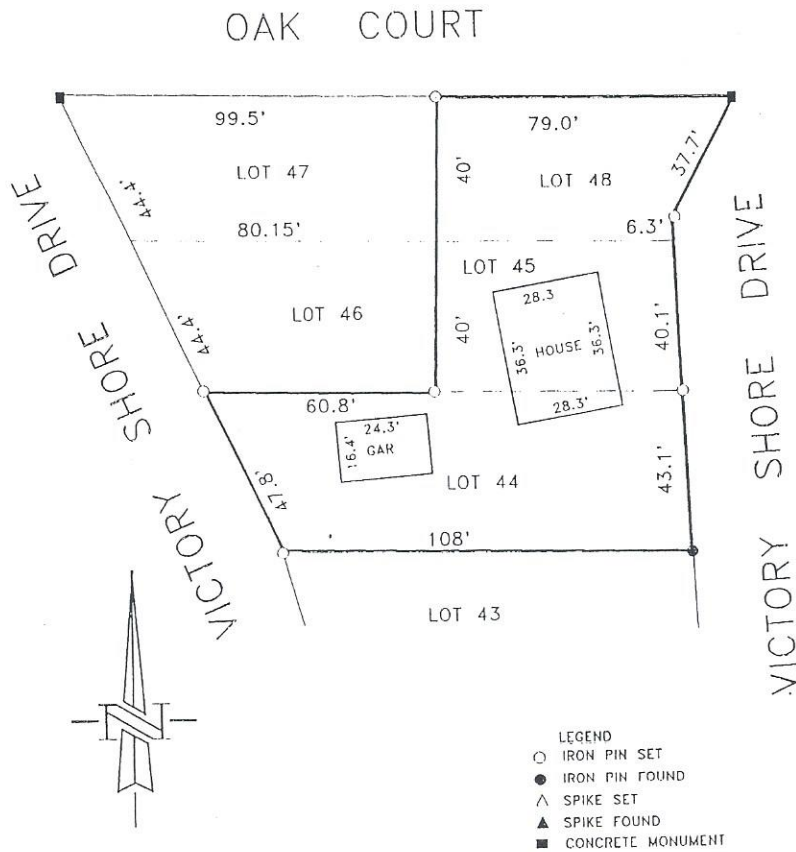 OAK COURT
99.5'
79.0'
44.4'
LOT 47
40'
LOT 48
37.7'
80.15'
6.3'
LOT 45
VICTORY SHORE DRIVE
44.4'
LOT 46
40'
28.3
36.3'
HOUSE
36.3'
28.3'
40.1'
VICTORY SHORE DRIVE
60.8'
24.3'
16.4'
GAR
47.8'
LOT 44
43.1'
108'
LOT 43
N
LEGEND
IRON PIN SET
IRON PIN FOUND
SPIKE SET
SPIKE FOUND
CONCRETE MONUMENT